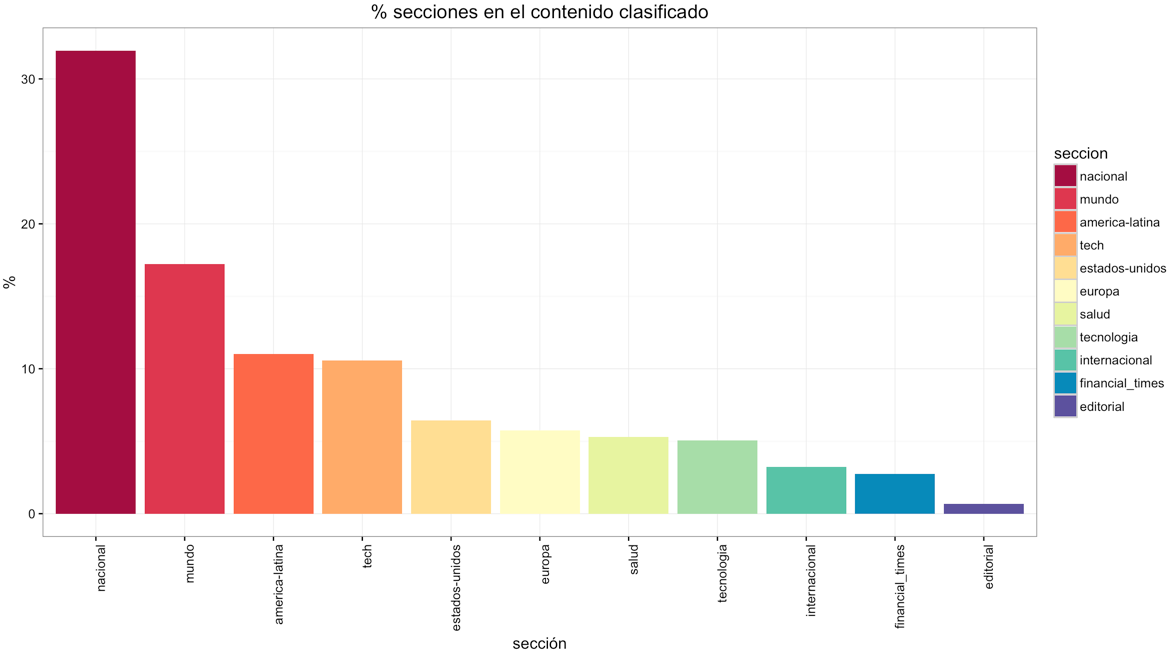 % secciones en el contenido clasificado
%
30
20
10
0
nacional
mundo
america-latina
tech
estados-unidos
europa
salud
tecnologia
internacional
financial_times
editorial
sección
seccion
nacional
mundo
america-latina
tech
estados-unidos
europa
salud
tecnologia
internacional
financial_times
editorial